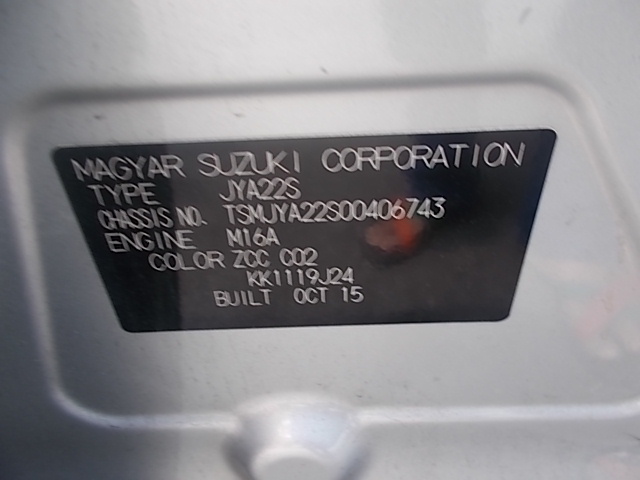 MAGYAR SUZUKI CORPORATION
TYPE JYA22S
CHASSIS NO. TSMJYA22S00406743
ENGINE M16A
COLOR ZCC C02
KK1119J24
BUILT OCT 15